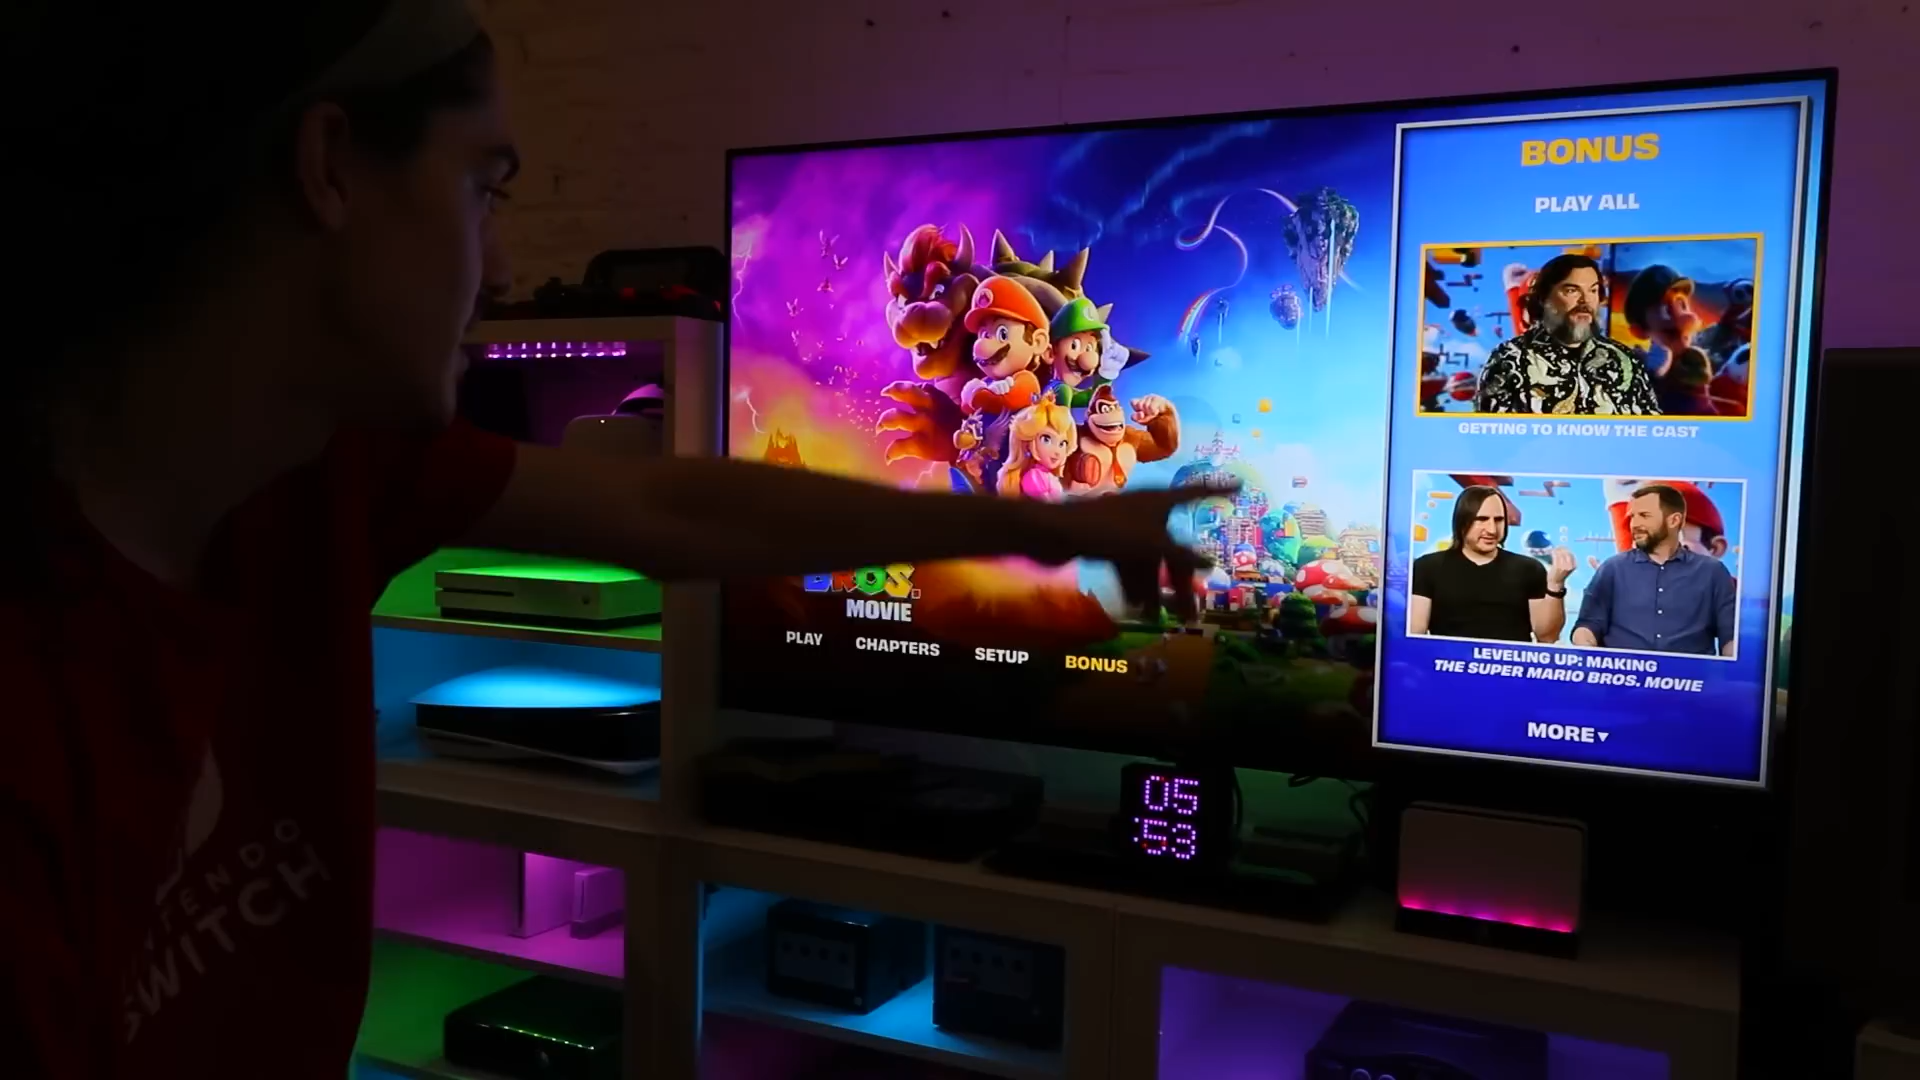 BONUS
PLAY ALL
GETTING TO KNOW THE CAST
LEVELING UP: MAKING
THE SUPER MARIO BROS. MOVIE
MORE▾
BROS.
MOVIE
PLAY CHAPTERS SETUP BONUS
05
:53
SWITCH